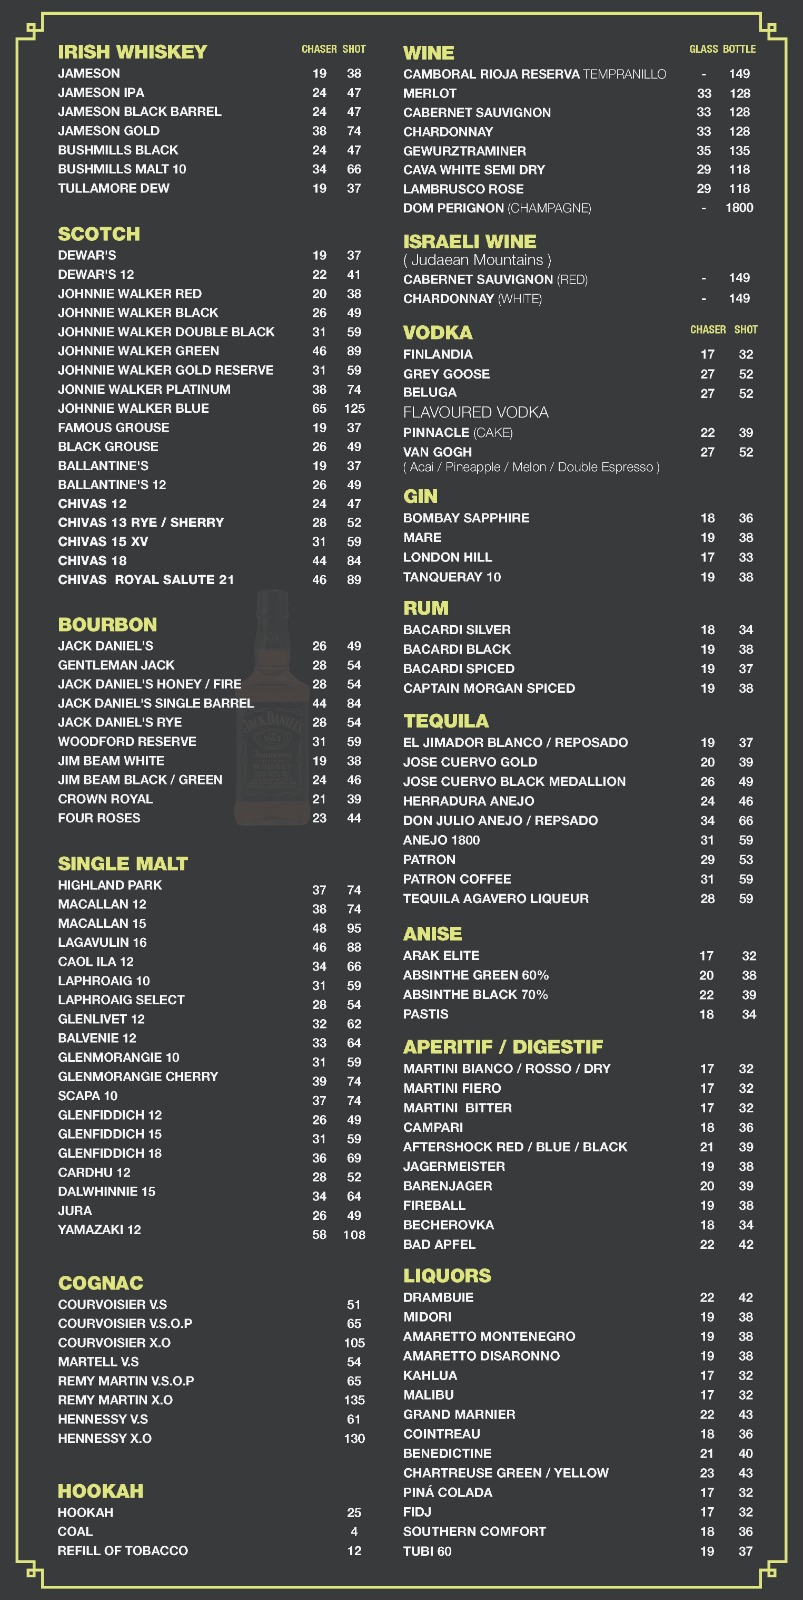 IRISH WHISKEY CHASER SHOT
JAMESON 19 38
JAMESON IPA 24 47
JAMESON BLACK BARREL 24 47
JAMESON GOLD 38 74
BUSHMILLS BLACK 24 47
BUSHMILLS MALT 10 34 66
TULLAMORE DEW 19 37
SCOTCH
DEWAR'S 19 37
DEWAR'S 12 22 41
JOHNNIE WALKER RED 20 38
JOHNNIE WALKER BLACK 26 49
JOHNNIE WALKER DOUBLE BLACK 31 59
JOHNNIE WALKER GREEN 46 89
JOHNNIE WALKER GOLD RESERVE 31 59
JONNIE WALKER PLATINUM 38 74
JOHNNIE WALKER BLUE 65 125
FAMOUS GROUSE 19 37
BLACK GROUSE 26 49
BALLANTINE'S 19 37
BALLANTINE'S 12 26 49
CHIVAS 12 24 47
CHIVAS 13 RYE / SHERRY 28 52
CHIVAS 15 XV 31 59
CHIVAS 18 44 84
CHIVAS ROYAL SALUTE 21 46 89
BOURBON
JACK DANIEL'S 26 49
GENTLEMAN JACK 28 54
JACK DANIEL'S HONEY / FIRE 28 54
JACK DANIEL'S SINGLE BARREL 44 84
JACK DANIEL'S RYE 28 54
WOODFORD RESERVE 31 59
JIM BEAM WHITE 19 38
JIM BEAM BLACK / GREEN 24 46
CROWN ROYAL 21 39
FOUR ROSES 23 44
SINGLE MALT
HIGHLAND PARK 37 74
MACALLAN 12 38 74
MACALLAN 15 48 95
LAGAVULIN 16 46 88
CAOL ILA 12 34 66
LAPHROAIG 10 31 59
LAPHROAIG SELECT 28 54
GLENLIVET 12 32 62
BALVENIE 12 33 64
GLENMORANGIE 10 31 59
GLENMORANGIE CHERRY 39 74
SCAPA 10 37 74
GLENFIDDICH 12 26 49
GLENFIDDICH 15 31 59
GLENFIDDICH 18 36 69
CARDHU 12 28 52
DALWHINNIE 15 34 64
JURA 26 49
YAMAZAKI 12 58 108
COGNAC
COURVOISIER V.S 51
COURVOISIER V.S.O.P 65
COURVOISIER X.O 105
MARTELL V.S 54
REMY MARTIN V.S.O.P 65
REMY MARTIN X.O 135
HENNESSY V.S 61
HENNESSY X.O 130
HOOKAH
HOOKAH 25
COAL 4
REFILL OF TOBACCO 12
WINE GLASS BOTTLE
CAMBORAL RIOJA RESERVA TEMPRANILLO - 149
MERLOT 33 128
CABERNET SAUVIGNON 33 128
CHARDONNAY 33 128
GEWURZTRAMINER 35 135
CAVA WHITE SEMI DRY 29 118
LAMBRUSCO ROSE 29 118
DOM PERIGNON (CHAMPAGNE) - 1800
ISRAELI WINE
( Judaean Mountains )
CABERNET SAUVIGNON (RED) - 149
CHARDONNAY (WHITE) - 149
VODKA CHASER SHOT
FINLANDIA 17 32
GREY GOOSE 27 52
BELUGA 27 52
FLAVOURED VODKA
PINNACLE (CAKE) 22 39
VAN GOGH 27 52
( Acai / Pineapple / Melon / Double Espresso )
GIN
BOMBAY SAPPHIRE 18 36
MARE 19 38
LONDON HILL 17 33
TANQUERAY 10 19 38
RUM
BACARDI SILVER 18 34
BACARDI BLACK 19 38
BACARDI SPICED 19 37
CAPTAIN MORGAN SPICED 19 38
TEQUILA
EL JIMADOR BLANCO / REPOSADO 19 37
JOSE CUERVO GOLD 20 39
JOSE CUERVO BLACK MEDALLION 26 49
HERRADURA ANEJO 24 46
DON JULIO ANEJO / REPSADO 34 66
ANEJO 1800 31 59
PATRON 29 53
PATRON COFFEE 31 59
TEQUILA AGAVERO LIQUEUR 28 59
ANISE
ARAK ELITE 17 32
ABSINTHE GREEN 60% 20 38
ABSINTHE BLACK 70% 22 39
PASTIS 18 34
APERITIF / DIGESTIF
MARTINI BIANCO / ROSSO / DRY 17 32
MARTINI FIERO 17 32
MARTINI BITTER 17 32
CAMPARI 18 36
AFTERSHOCK RED / BLUE / BLACK 21 39
JAGERMEISTER 19 38
BARENJAGER 20 39
FIREBALL 19 38
BECHEROVKA 18 34
BAD APFEL 22 42
LIQUORS
DRAMBUIE 22 42
MIDORI 19 38
AMARETTO MONTENEGRO 19 38
AMARETTO DISARONNO 19 38
KAHLUA 17 32
MALIBU 17 32
GRAND MARNIER 22 43
COINTREAU 18 36
BENEDICTINE 21 40
CHARTREUSE GREEN / YELLOW 23 43
PINÁ COLADA 17 32
FIDJ 17 32
SOUTHERN COMFORT 18 36
TUBI 60 19 37